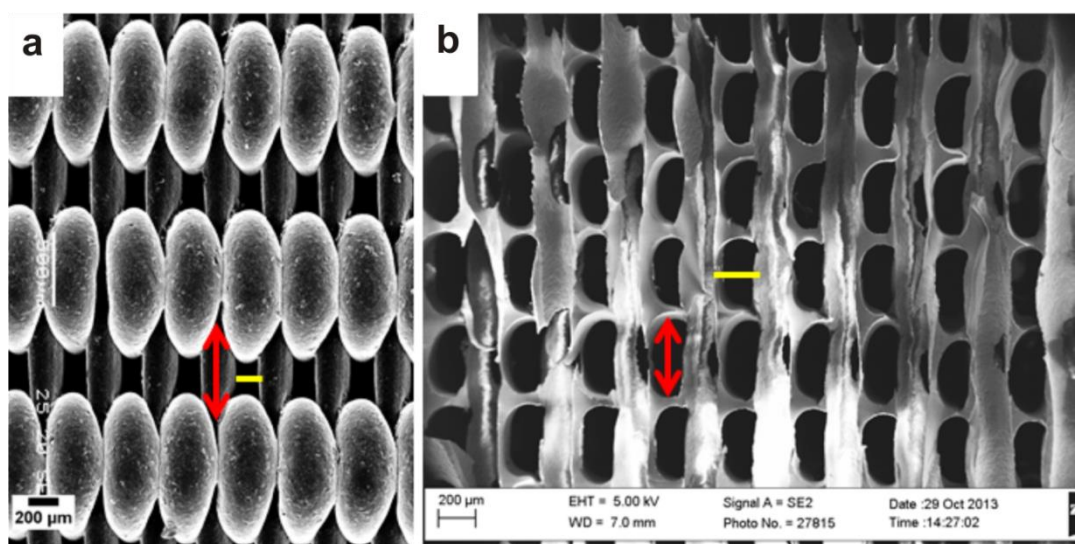 a
b
200 µm
200 µm
EHT = 5.00 kV
WD = 7.0 mm
Signal A = SE2
Photo No. = 27815
Date :29 Oct 2013
Time :14:27:02